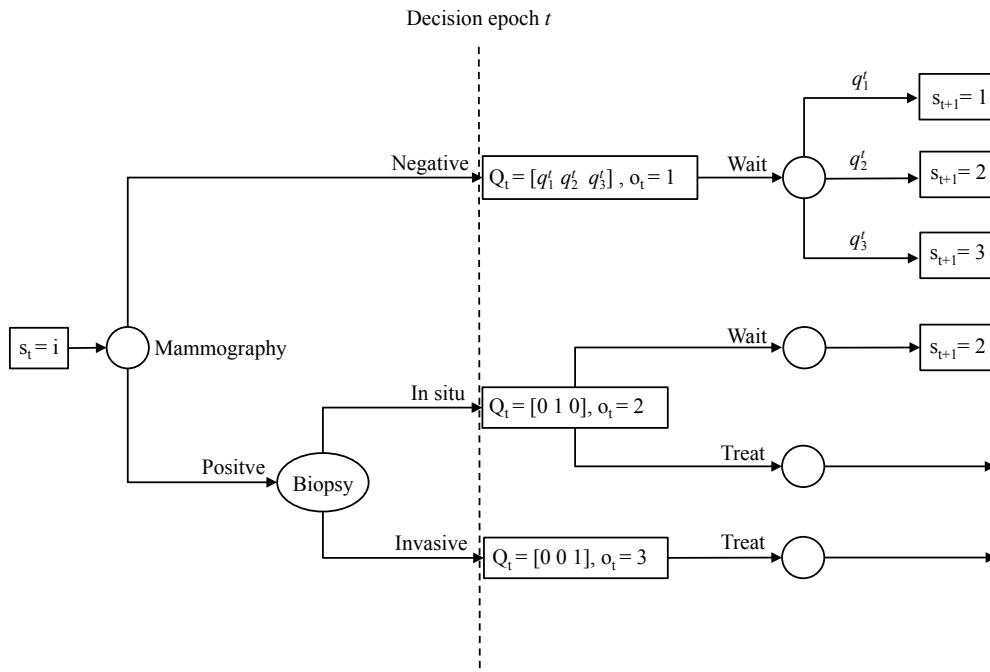 Decision epoch t
q₁ᵗ
sₜ₊₁ = 1
Negative
Qₜ = [q₁ᵗ q₂ᵗ q₃ᵗ] , oₜ = 1
Wait
q₂ᵗ
sₜ₊₁ = 2
q₃ᵗ
sₜ₊₁ = 3
sₜ = i
Mammography
Wait
sₜ₊₁ = 2
In situ
Qₜ = [0 1 0], oₜ = 2
Treat
Positve
Biopsy
Invasive
Qₜ = [0 0 1], oₜ = 3
Treat